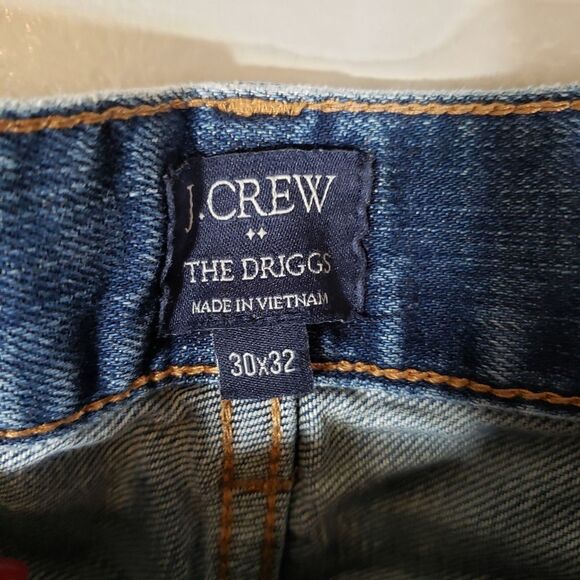 J.CREW
THE DRIGGS
MADE IN VIETNAM
30x32